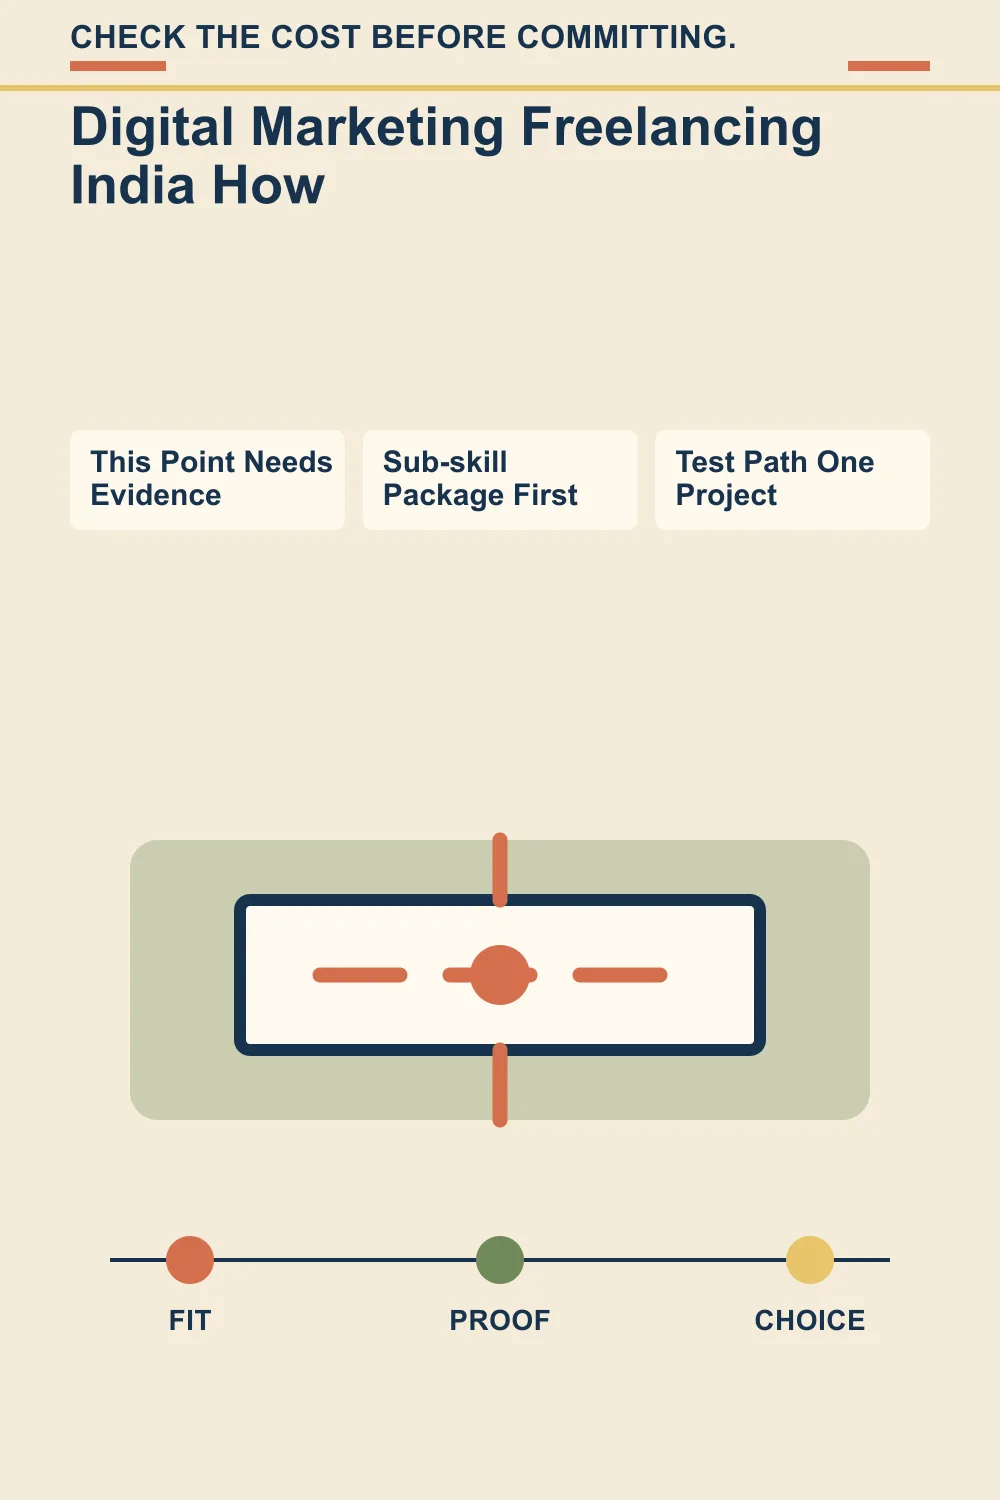 CHECK THE COST BEFORE COMMITTING.
Digital Marketing Freelancing
India How
This Point Needs
Evidence
Sub-skill
Package First
Test Path One
Project
FIT
PROOF
CHOICE